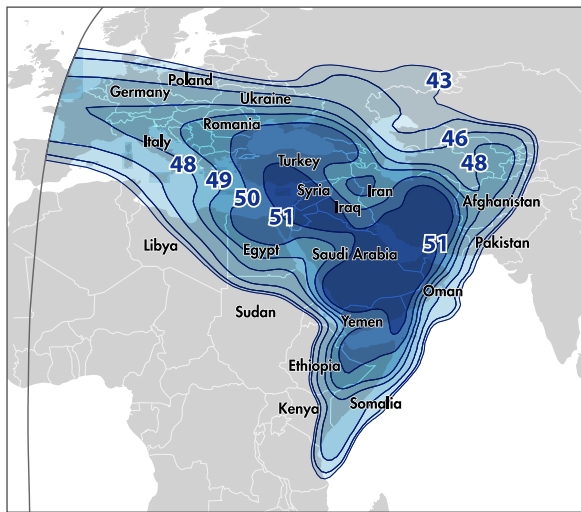 43
Poland
Germany
Ukraine
Romania
46
Italy
48
Turkey
48
49
Syria
Iran
50
Iraq
Afghanistan
51
Libya
Egypt
Saudi Arabia
51
Pakistan
Oman
Sudan
Yemen
Ethiopia
Kenya
Somalia